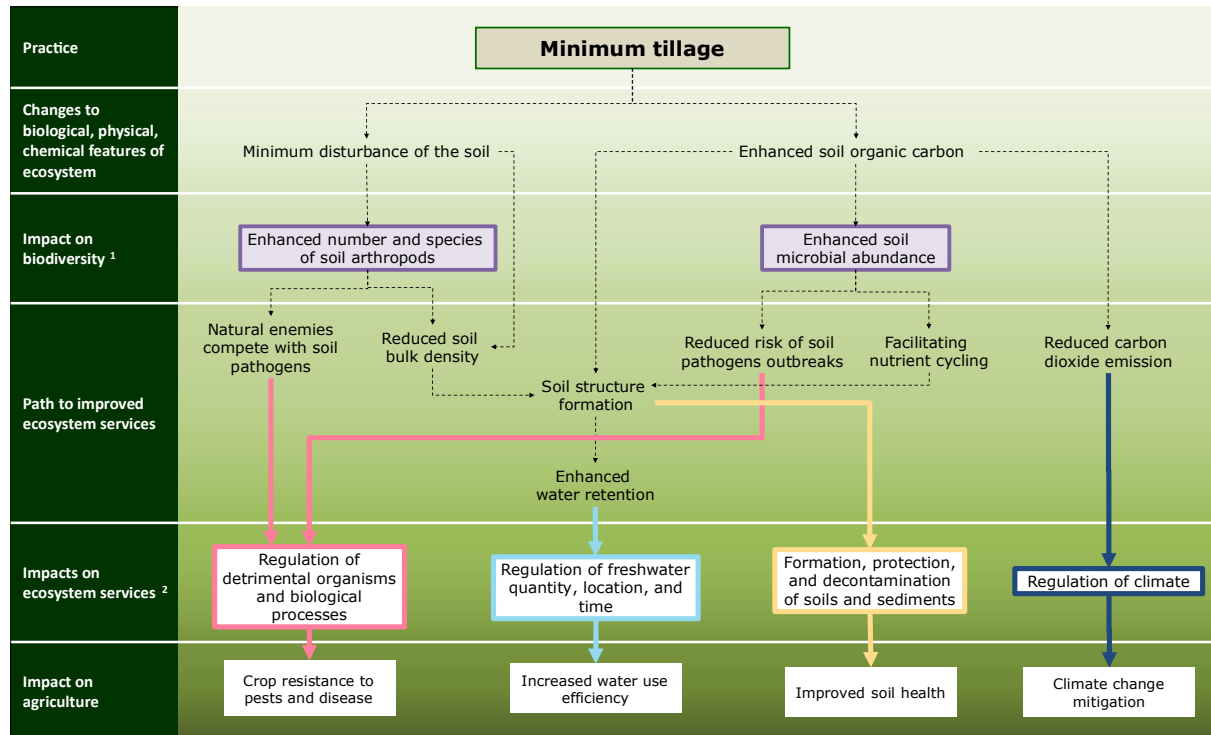 Practice
Minimum tillage
Changes to
biological, physical,
chemical features of
ecosystem
Minimum disturbance of the soil
Enhanced soil organic carbon
Impact on
biodiversity 1
Enhanced number and species
of soil arthropods
Enhanced soil
microbial abundance
Path to improved
ecosystem services
Natural enemies
compete with soil
pathogens
Reduced soil
bulk density
Reduced risk of soil
pathogens outbreaks
Facilitating
nutrient cycling
Reduced carbon
dioxide emission
Soil structure
formation
Enhanced
water retention
Impacts on
ecosystem services 2
Regulation of
detrimental organisms
and biological
processes
Regulation of freshwater
quantity, location, and
time
Formation, protection,
and decontamination
of soils and sediments
Regulation of climate
Impact on
agriculture
Crop resistance to
pests and disease
Increased water use
efficiency
Improved soil health
Climate change
mitigation